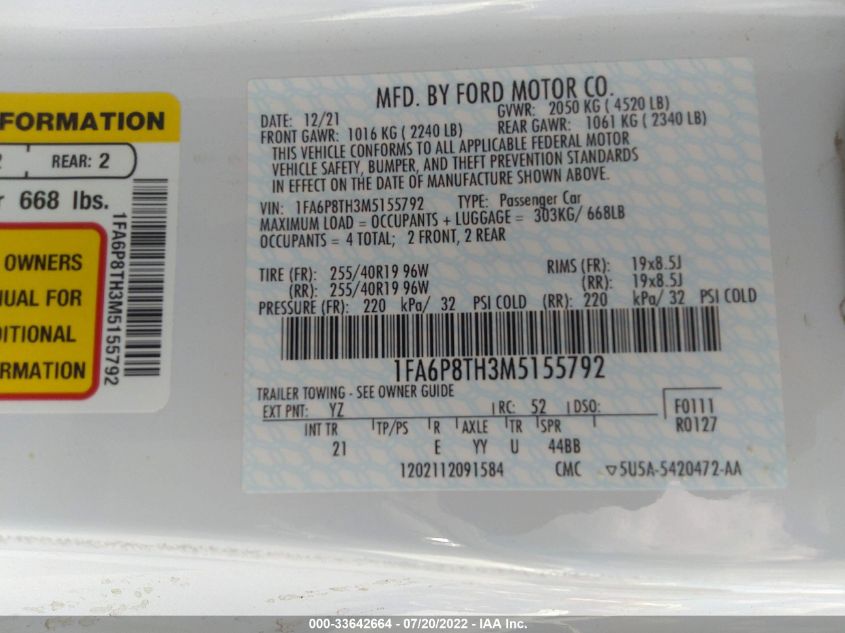 FORMATION
REAR: 2
668 lbs.
OWNERS
FOR
ORMATION
1FA6P8TH3M5155792
MFD. BY FORD MOTOR CO.
DATE: 12/21 GVWR: 2050 KG ( 4520 LB)
FRONT GAWR: 1016 KG ( 2240 LB) REAR GAWR: 1061 KG ( 2340 LB)
THIS VEHICLE CONFORMS TO ALL APPLICABLE FEDERAL MOTOR
VEHICLE SAFETY, BUMPER, AND THEFT PREVENTION STANDARDS
IN EFFECT ON THE DATE OF MANUFACTURE SHOWN ABOVE.
VIN: 1FA6P8TH3M5155792 TYPE: Passenger Car
MAXIMUM LOAD = OCCUPANTS + LUGGAGE = 303KG/ 668LB
OCCUPANTS = 4 TOTAL; 2 FRONT, 2 REAR
TIRE (FR): 255/40R19 96W RIMS (FR): 19x8.5J
(RR): 255/40R19 96W (RR): 19x8.5J
PRESSURE (FR): 220 kPa/ 32 PSI COLD (RR): 220 kPa/ 32 PSI COLD
1FA6P8TH3M5155792
TRAILER TOWING - SEE OWNER GUIDE
EXT PNT: YZ RC: 52 DSO: F0111
R0127
INT TR TP/PS R AXLE TR SPR
21 E YY U 44BB
1202112091584 CMC 5U5A-5420472-AA
000-33642664 - 07/20/2022 - IAA Inc.